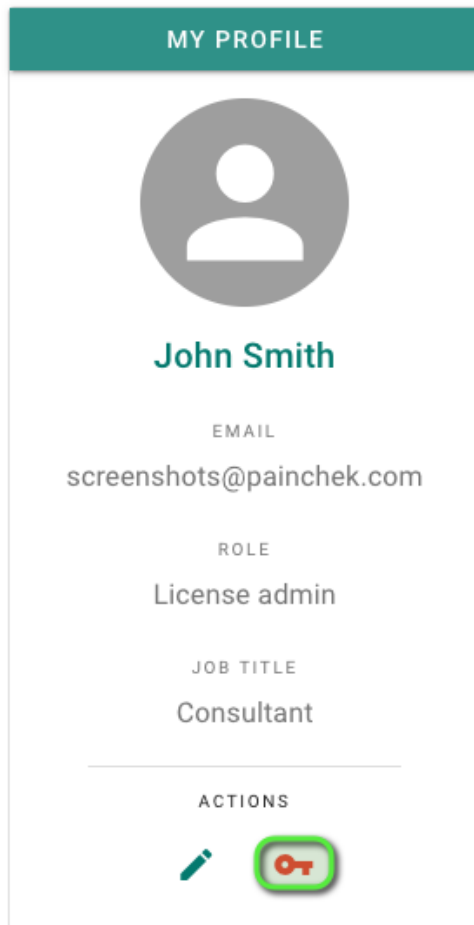 MY PROFILE
John Smith
EMAIL
screenshots@painchek.com
ROLE
License admin
JOB TITLE
Consultant
ACTIONS